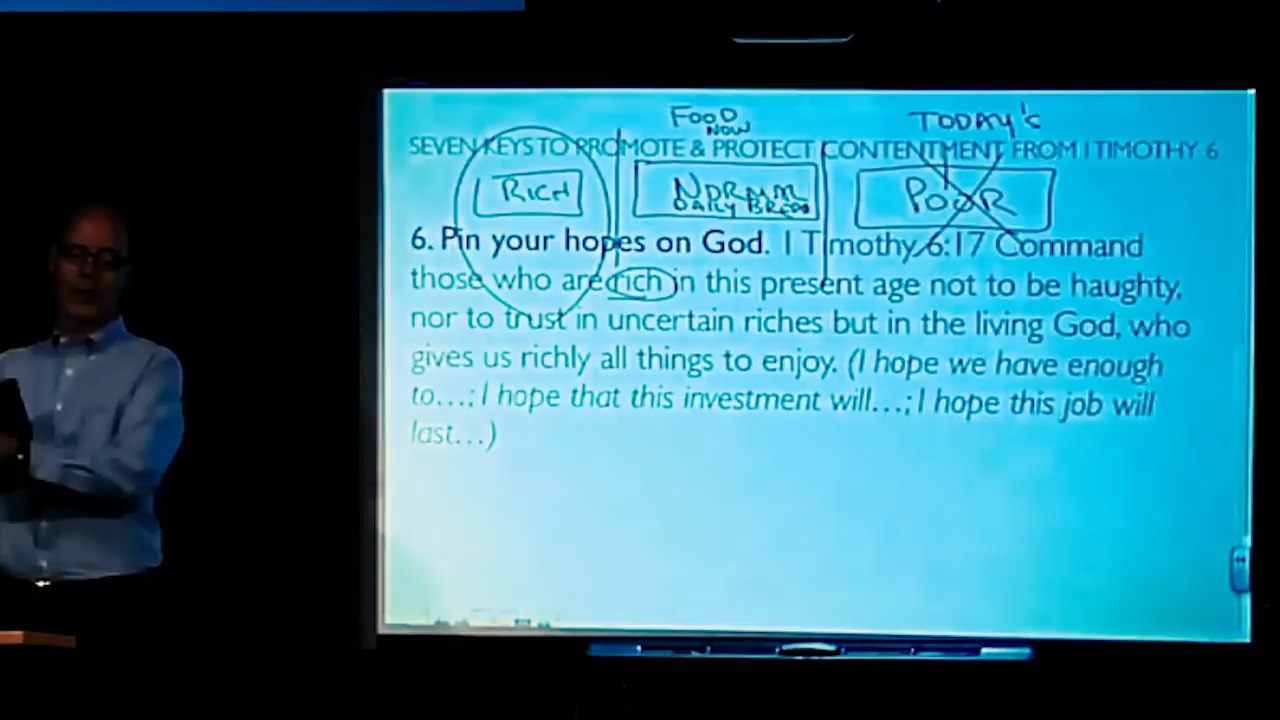 FOOD
NOW
TODAY's
SEVEN KEYS TO PROMOTE & PROTECT CONTENTMENT FROM I TIMOTHY 6
RICH
DAILY BREAD
POOR
6. Pin your hopes on God. I Timothy 6:17 Command
those who are rich in this present age not to be haughty,
nor to trust in uncertain riches but in the living God, who
gives us richly all things to enjoy. (I hope we have enough
to...; I hope that this investment will...; I hope this job will
last...)